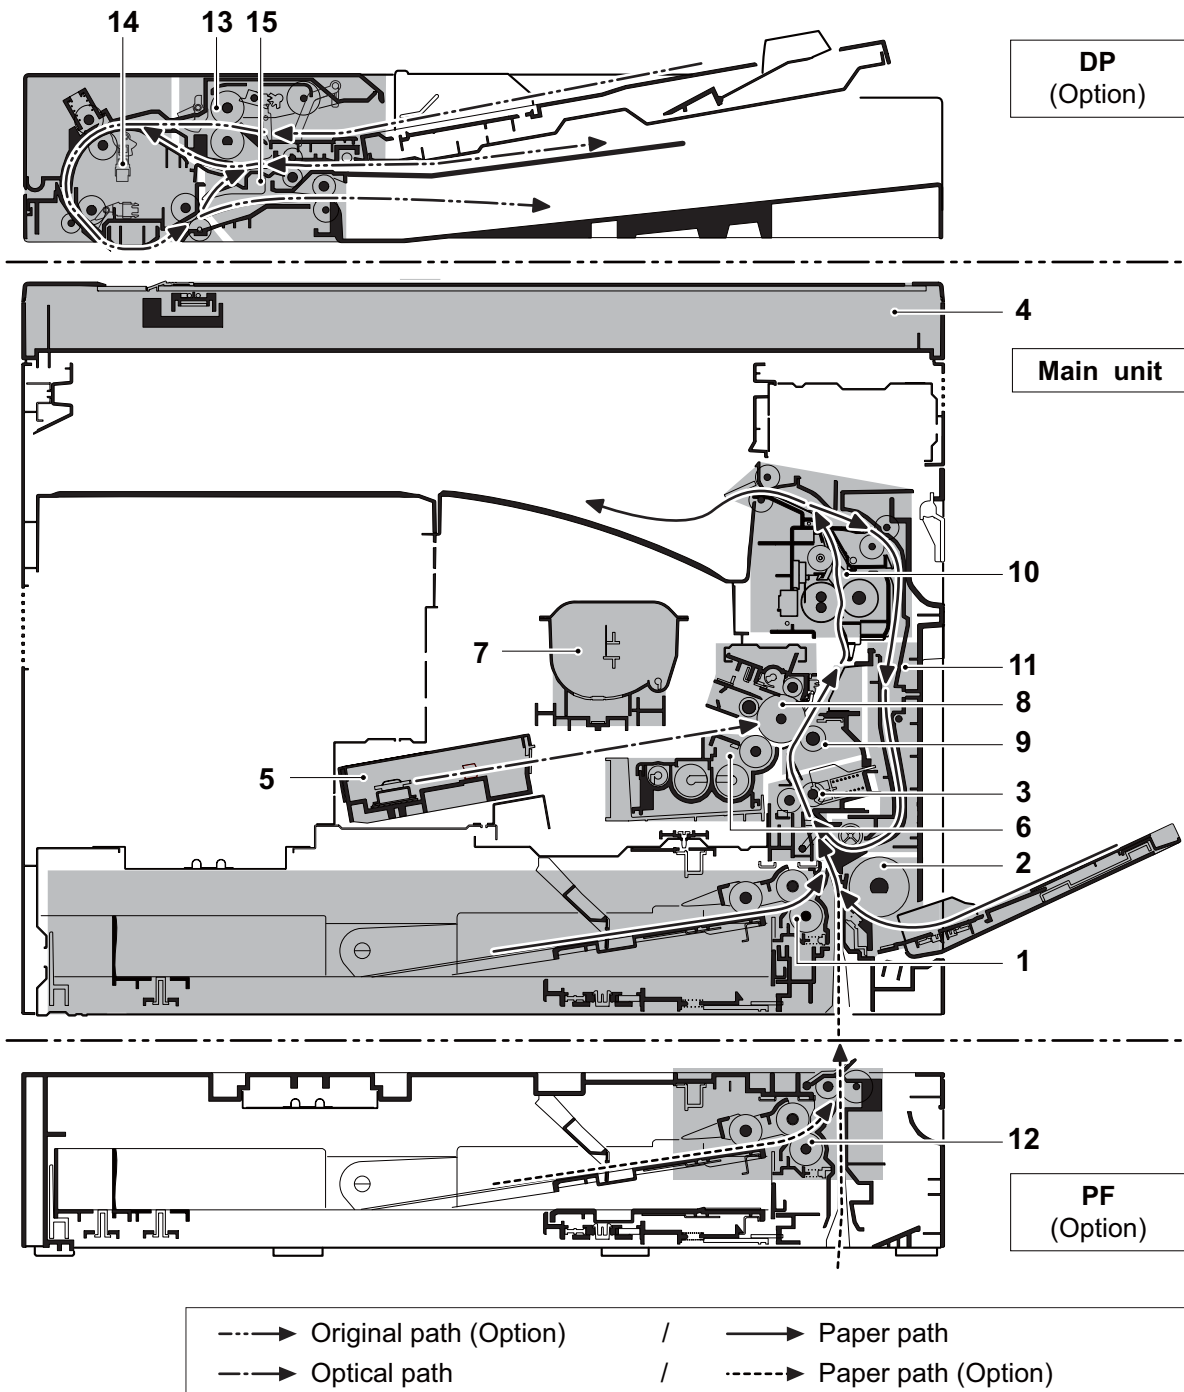 14 13 15
DP
(Option)
4
Main unit
10
7
11
8
9
5
3
6
2
1
12
PF
(Option)
Original path (Option) / Paper path
Optical path / Paper path (Option)